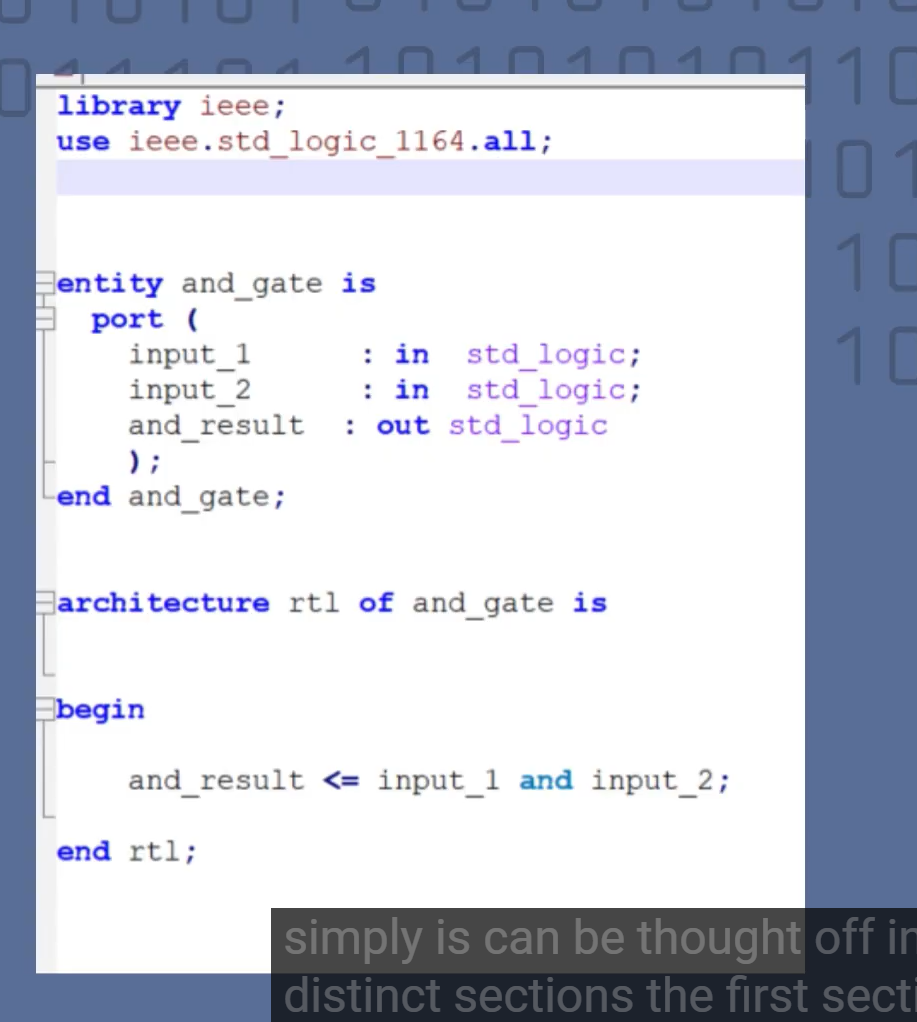 library ieee;
use ieee.std_logic_1164.all;
entity and_gate is
port (
input_1 : in std_logic;
input_2 : in std_logic;
and_result : out std_logic
);
end and_gate;
architecture rtl of and_gate is
begin
and_result <= input_1 and input_2;
end rtl;
simply is can be thought off in
distinct sections the first